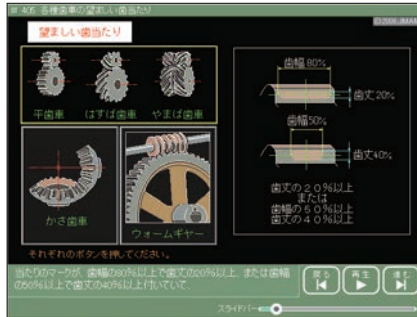 # 405 各種歯車の望ましい歯当たり
望ましい歯当たり
平歯車
はすば歯車
やまば歯車
かさ歯車
ウォームギヤー
歯幅80%
歯丈20%
歯幅50%
歯丈40%
歯丈の20%以上
または
歯幅の50%以上
歯丈の40%以上
それぞれのボタンを押してください。
当たりのマークが、歯幅の80%以上で歯丈の20%以上、または歯幅
の50%以上で歯丈の40%以上付いていて、
戻る
再生
進む
スライドバー